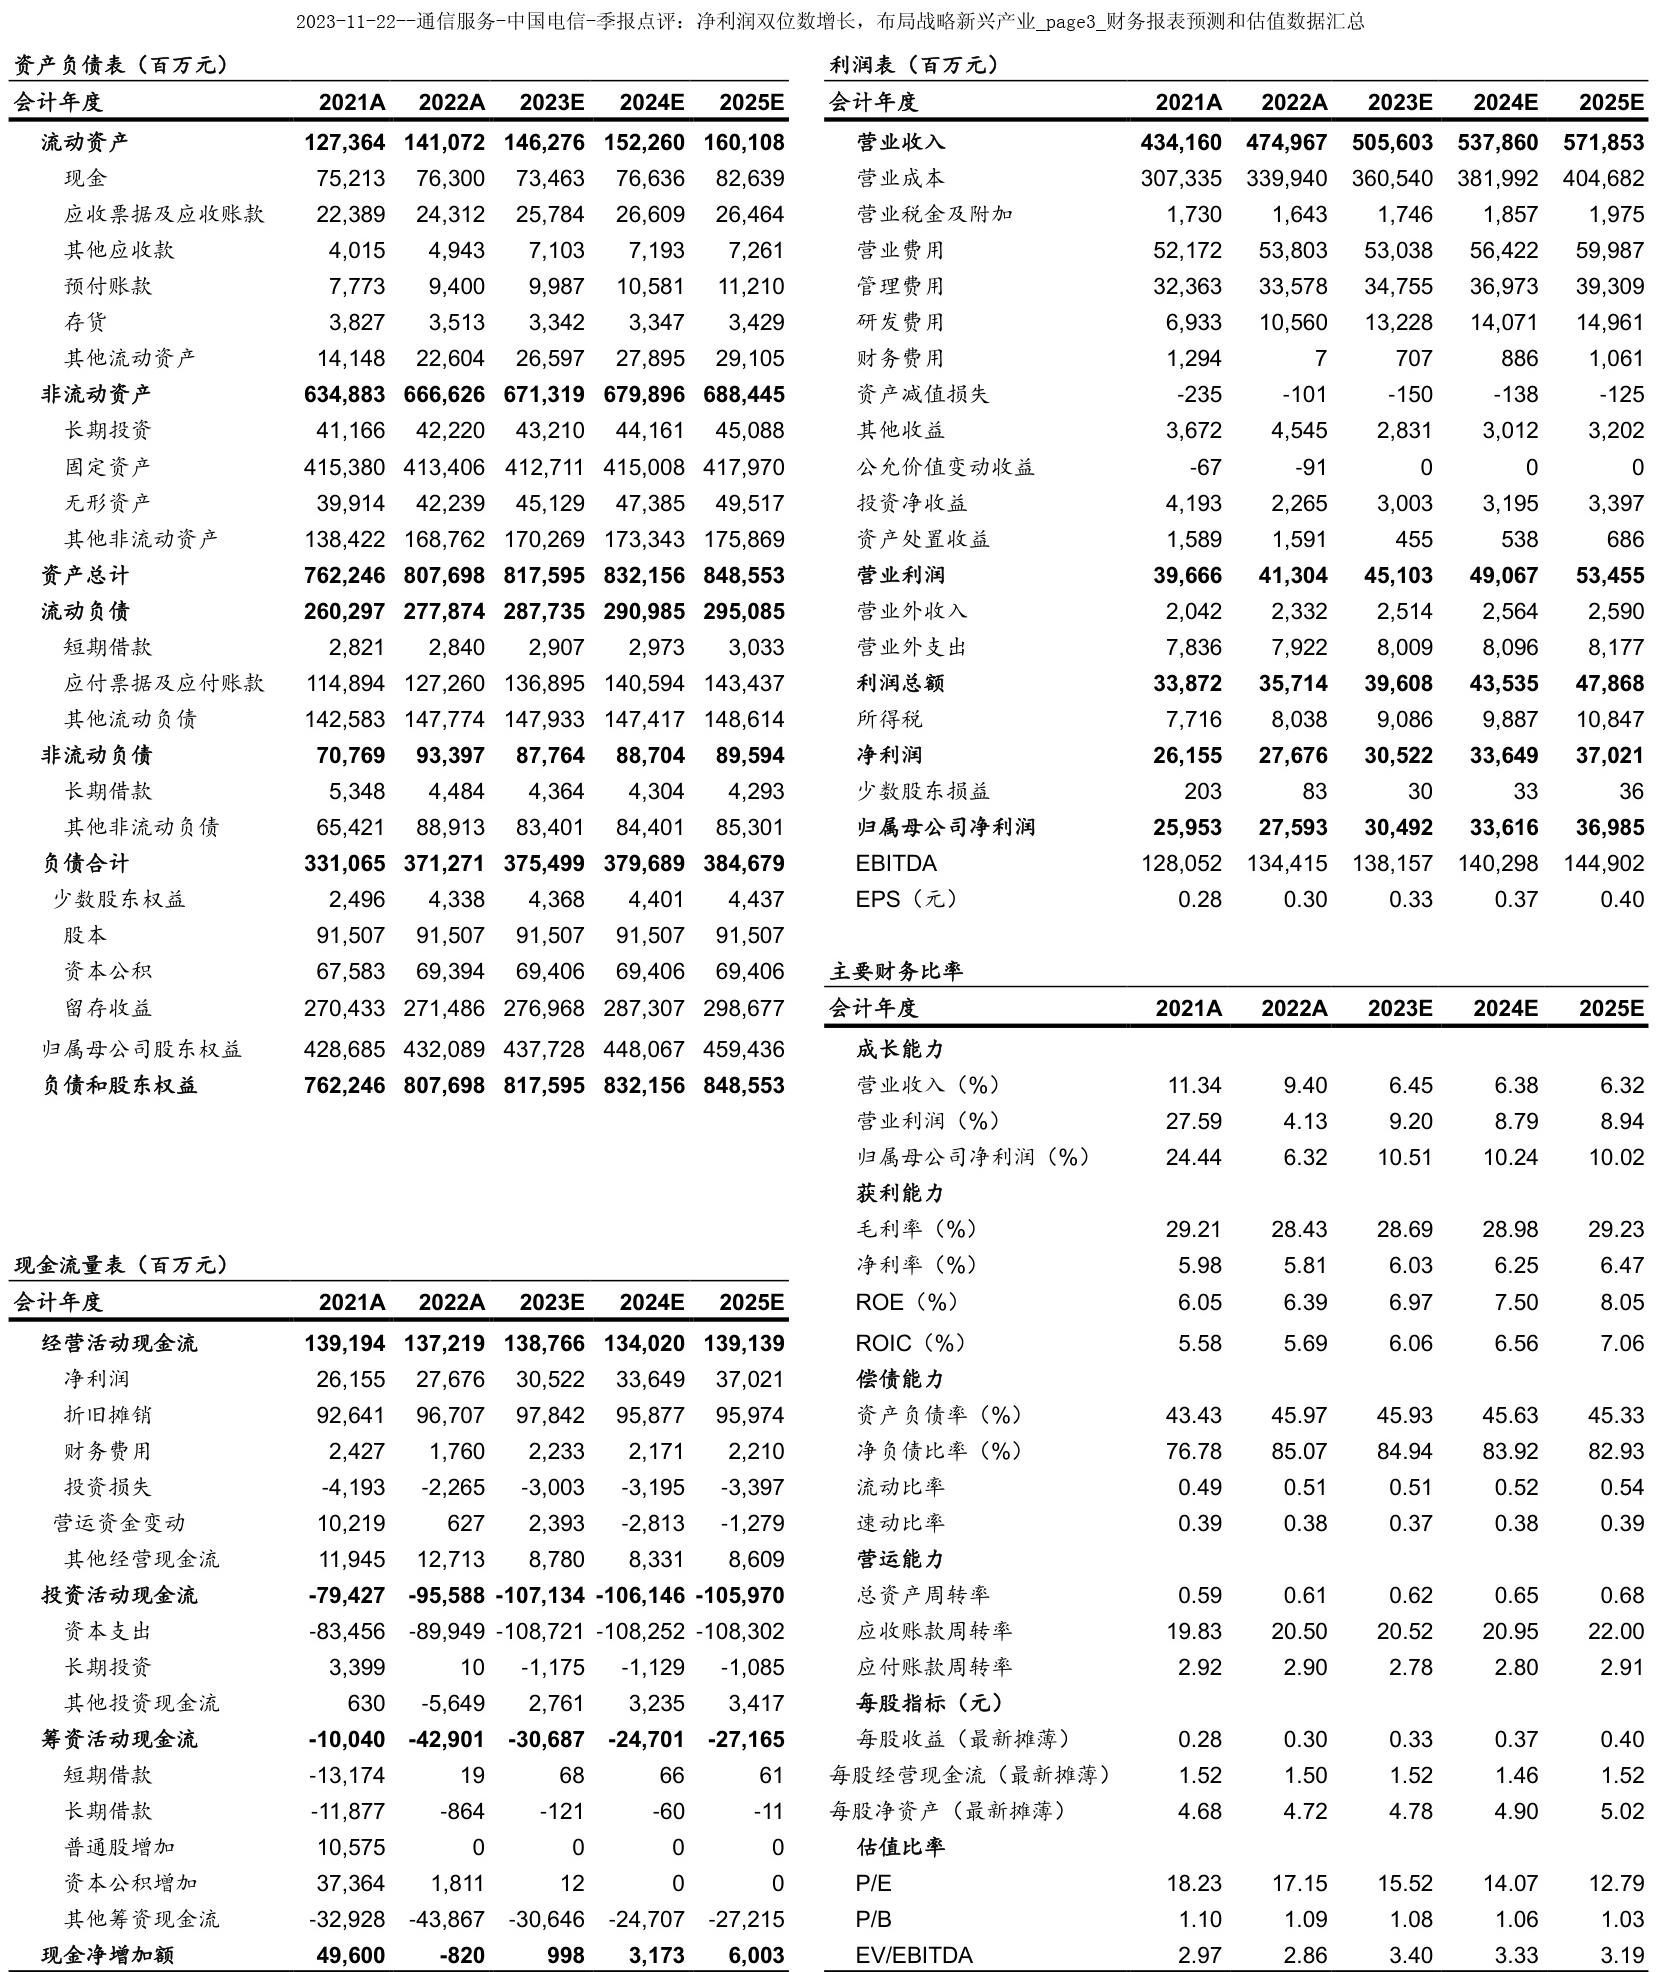 2023-11-22--通信服务-中国电信-季报点评：净利润双位数增长，布局战略新兴产业_page3_财务报表预测和估值数据汇总
资产负债表（百万元）
会计年度 2021A 2022A 2023E 2024E 2025E
流动资产 127,364 141,072 146,276 152,260 160,108
现金 75,213 76,300 73,463 76,636 82,639
应收票据及应收账款 22,389 24,312 25,784 26,609 26,464
其他应收款 4,015 4,943 7,103 7,193 7,261
预付账款 7,773 9,400 9,987 10,581 11,210
存货 3,827 3,513 3,342 3,347 3,429
其他流动资产 14,148 22,604 26,597 27,895 29,105
非流动资产 634,883 666,626 671,319 679,896 688,445
长期投资 41,166 42,220 43,210 44,161 45,088
固定资产 415,380 413,406 412,711 415,008 417,970
无形资产 39,914 42,239 45,129 47,385 49,517
其他非流动资产 138,422 168,762 170,269 173,343 175,869
资产总计 762,246 807,698 817,595 832,156 848,553
流动负债 260,297 277,874 287,735 290,985 295,085
短期借款 2,821 2,840 2,907 2,973 3,033
应付票据及应付账款 114,894 127,260 136,895 140,594 143,437
其他流动负债 142,583 147,774 147,933 147,417 148,614
非流动负债 70,769 93,397 87,764 88,704 89,594
长期借款 5,348 4,484 4,364 4,304 4,293
其他非流动负债 65,421 88,913 83,401 84,401 85,301
负债合计 331,065 371,271 375,499 379,689 384,679
少数股东权益 2,496 4,338 4,368 4,401 4,437
股本 91,507 91,507 91,507 91,507 91,507
资本公积 67,583 69,394 69,406 69,406 69,406
留存收益 270,433 271,486 276,968 287,307 298,677
归属母公司股东权益 428,685 432,089 437,728 448,067 459,436
负债和股东权益 762,246 807,698 817,595 832,156 848,553
现金流量表（百万元）
会计年度 2021A 2022A 2023E 2024E 2025E
经营活动现金流 139,194 137,219 138,766 134,020 139,139
净利润 26,155 27,676 30,522 33,649 37,021
折旧摊销 92,641 96,707 97,842 95,877 95,974
财务费用 2,427 1,760 2,233 2,171 2,210
投资损失 -4,193 -2,265 -3,003 -3,195 -3,397
营运资金变动 10,219 627 2,393 -2,813 -1,279
其他经营现金流 11,945 12,713 8,780 8,331 8,609
投资活动现金流 -79,427 -95,588 -107,134 -106,146 -105,970
资本支出 -83,456 -89,949 -108,721 -108,252 -108,302
长期投资 3,399 10 -1,175 -1,129 -1,085
其他投资现金流 630 -5,649 2,761 3,235 3,417
筹资活动现金流 -10,040 -42,901 -30,687 -24,701 -27,165
短期借款 -13,174 19 68 66 61
长期借款 -11,877 -864 -121 -60 -11
普通股增加 10,575 0 0 0 0
资本公积增加 37,364 1,811 12 0 0
其他筹资现金流 -32,928 -43,867 -30,646 -24,707 -27,215
现金净增加额 49,600 -820 998 3,173 6,003
利润表（百万元）
会计年度 2021A 2022A 2023E 2024E 2025E
营业收入 434,160 474,967 505,603 537,860 571,853
营业成本 307,335 339,940 360,540 381,992 404,682
营业税金及附加 1,730 1,643 1,746 1,857 1,975
营业费用 52,172 53,803 53,038 56,422 59,987
管理费用 32,363 33,578 34,755 36,973 39,309
研发费用 6,933 10,560 13,228 14,071 14,961
财务费用 1,294 7 707 886 1,061
资产减值损失 -235 -101 -150 -138 -125
其他收益 3,672 4,545 2,831 3,012 3,202
公允价值变动收益 -67 -91 0 0 0
投资净收益 4,193 2,265 3,003 3,195 3,397
资产处置收益 1,589 1,591 455 538 686
营业利润 39,666 41,304 45,103 49,067 53,455
营业外收入 2,042 2,332 2,514 2,564 2,590
营业外支出 7,836 7,922 8,009 8,096 8,177
利润总额 33,872 35,714 39,608 43,535 47,868
所得税 7,716 8,038 9,086 9,887 10,847
净利润 26,155 27,676 30,522 33,649 37,021
少数股东损益 203 83 30 33 36
归属母公司净利润 25,953 27,593 30,492 33,616 36,985
EBITDA 128,052 134,415 138,157 140,298 144,902
EPS（元） 0.28 0.30 0.33 0.37 0.40
主要财务比率
会计年度 2021A 2022A 2023E 2024E 2025E
成长能力
营业收入（%） 11.34 9.40 6.45 6.38 6.32
营业利润（%） 27.59 4.13 9.20 8.79 8.94
归属母公司净利润（%） 24.44 6.32 10.51 10.24 10.02
获利能力
毛利率（%） 29.21 28.43 28.69 28.98 29.23
净利率（%） 5.98 5.81 6.03 6.25 6.47
ROE（%） 6.05 6.39 6.97 7.50 8.05
ROIC（%） 5.58 5.69 6.06 6.56 7.06
偿债能力
资产负债率（%） 43.43 45.97 45.93 45.63 45.33
净负债比率（%） 76.78 85.07 84.94 83.92 82.93
流动比率 0.49 0.51 0.51 0.52 0.54
速动比率 0.39 0.38 0.37 0.38 0.39
营运能力
总资产周转率 0.59 0.61 0.62 0.65 0.68
应收账款周转率 19.83 20.50 20.52 20.95 22.00
应付账款周转率 2.92 2.90 2.78 2.80 2.91
每股指标（元）
每股收益（最新摊薄） 0.28 0.30 0.33 0.37 0.40
每股经营现金流（最新摊薄） 1.52 1.50 1.52 1.46 1.52
每股净资产（最新摊薄） 4.68 4.72 4.78 4.90 5.02
估值比率
P/E 18.23 17.15 15.52 14.07 12.79
P/B 1.10 1.09 1.08 1.06 1.03
EV/EBITDA 2.97 2.86 3.40 3.33 3.19